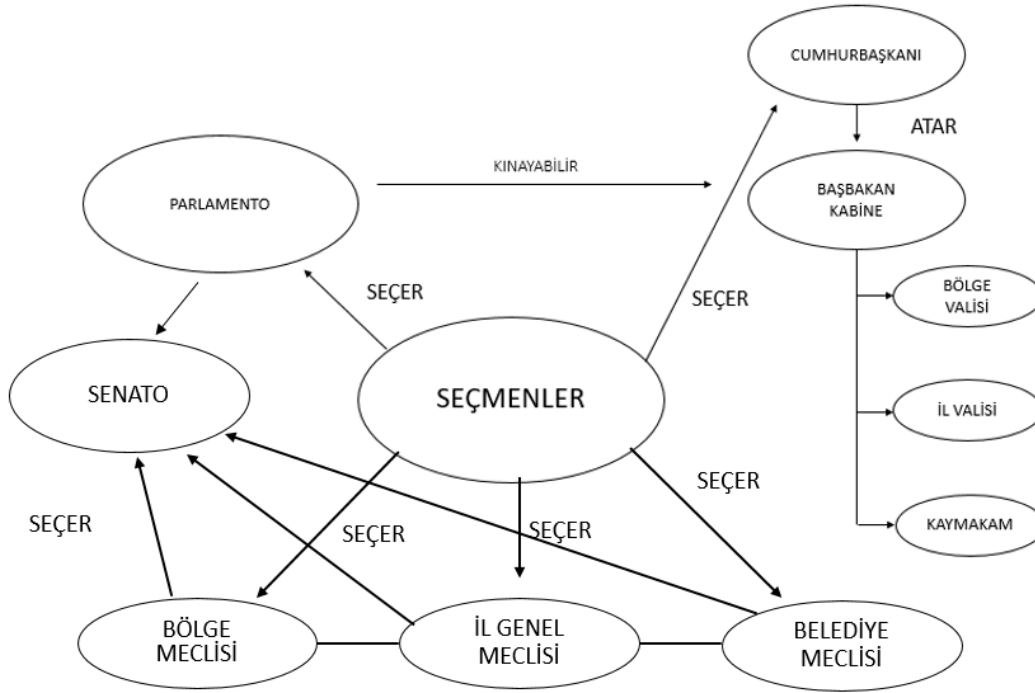 CUMHURBAŞKANI
ATAR
KINAYABİLİR
PARLAMENTO
BAŞBAKAN
KABİNE
SEÇER
SEÇER
BÖLGE
VALİSİ
SENATO
SEÇMENLER
İL VALİSİ
SEÇER
SEÇER
SEÇER
SEÇER
KAYMAKAM
BÖLGE
MECLİSİ
İL GENEL
MECLİSİ
BELEDİYE
MECLİSİ